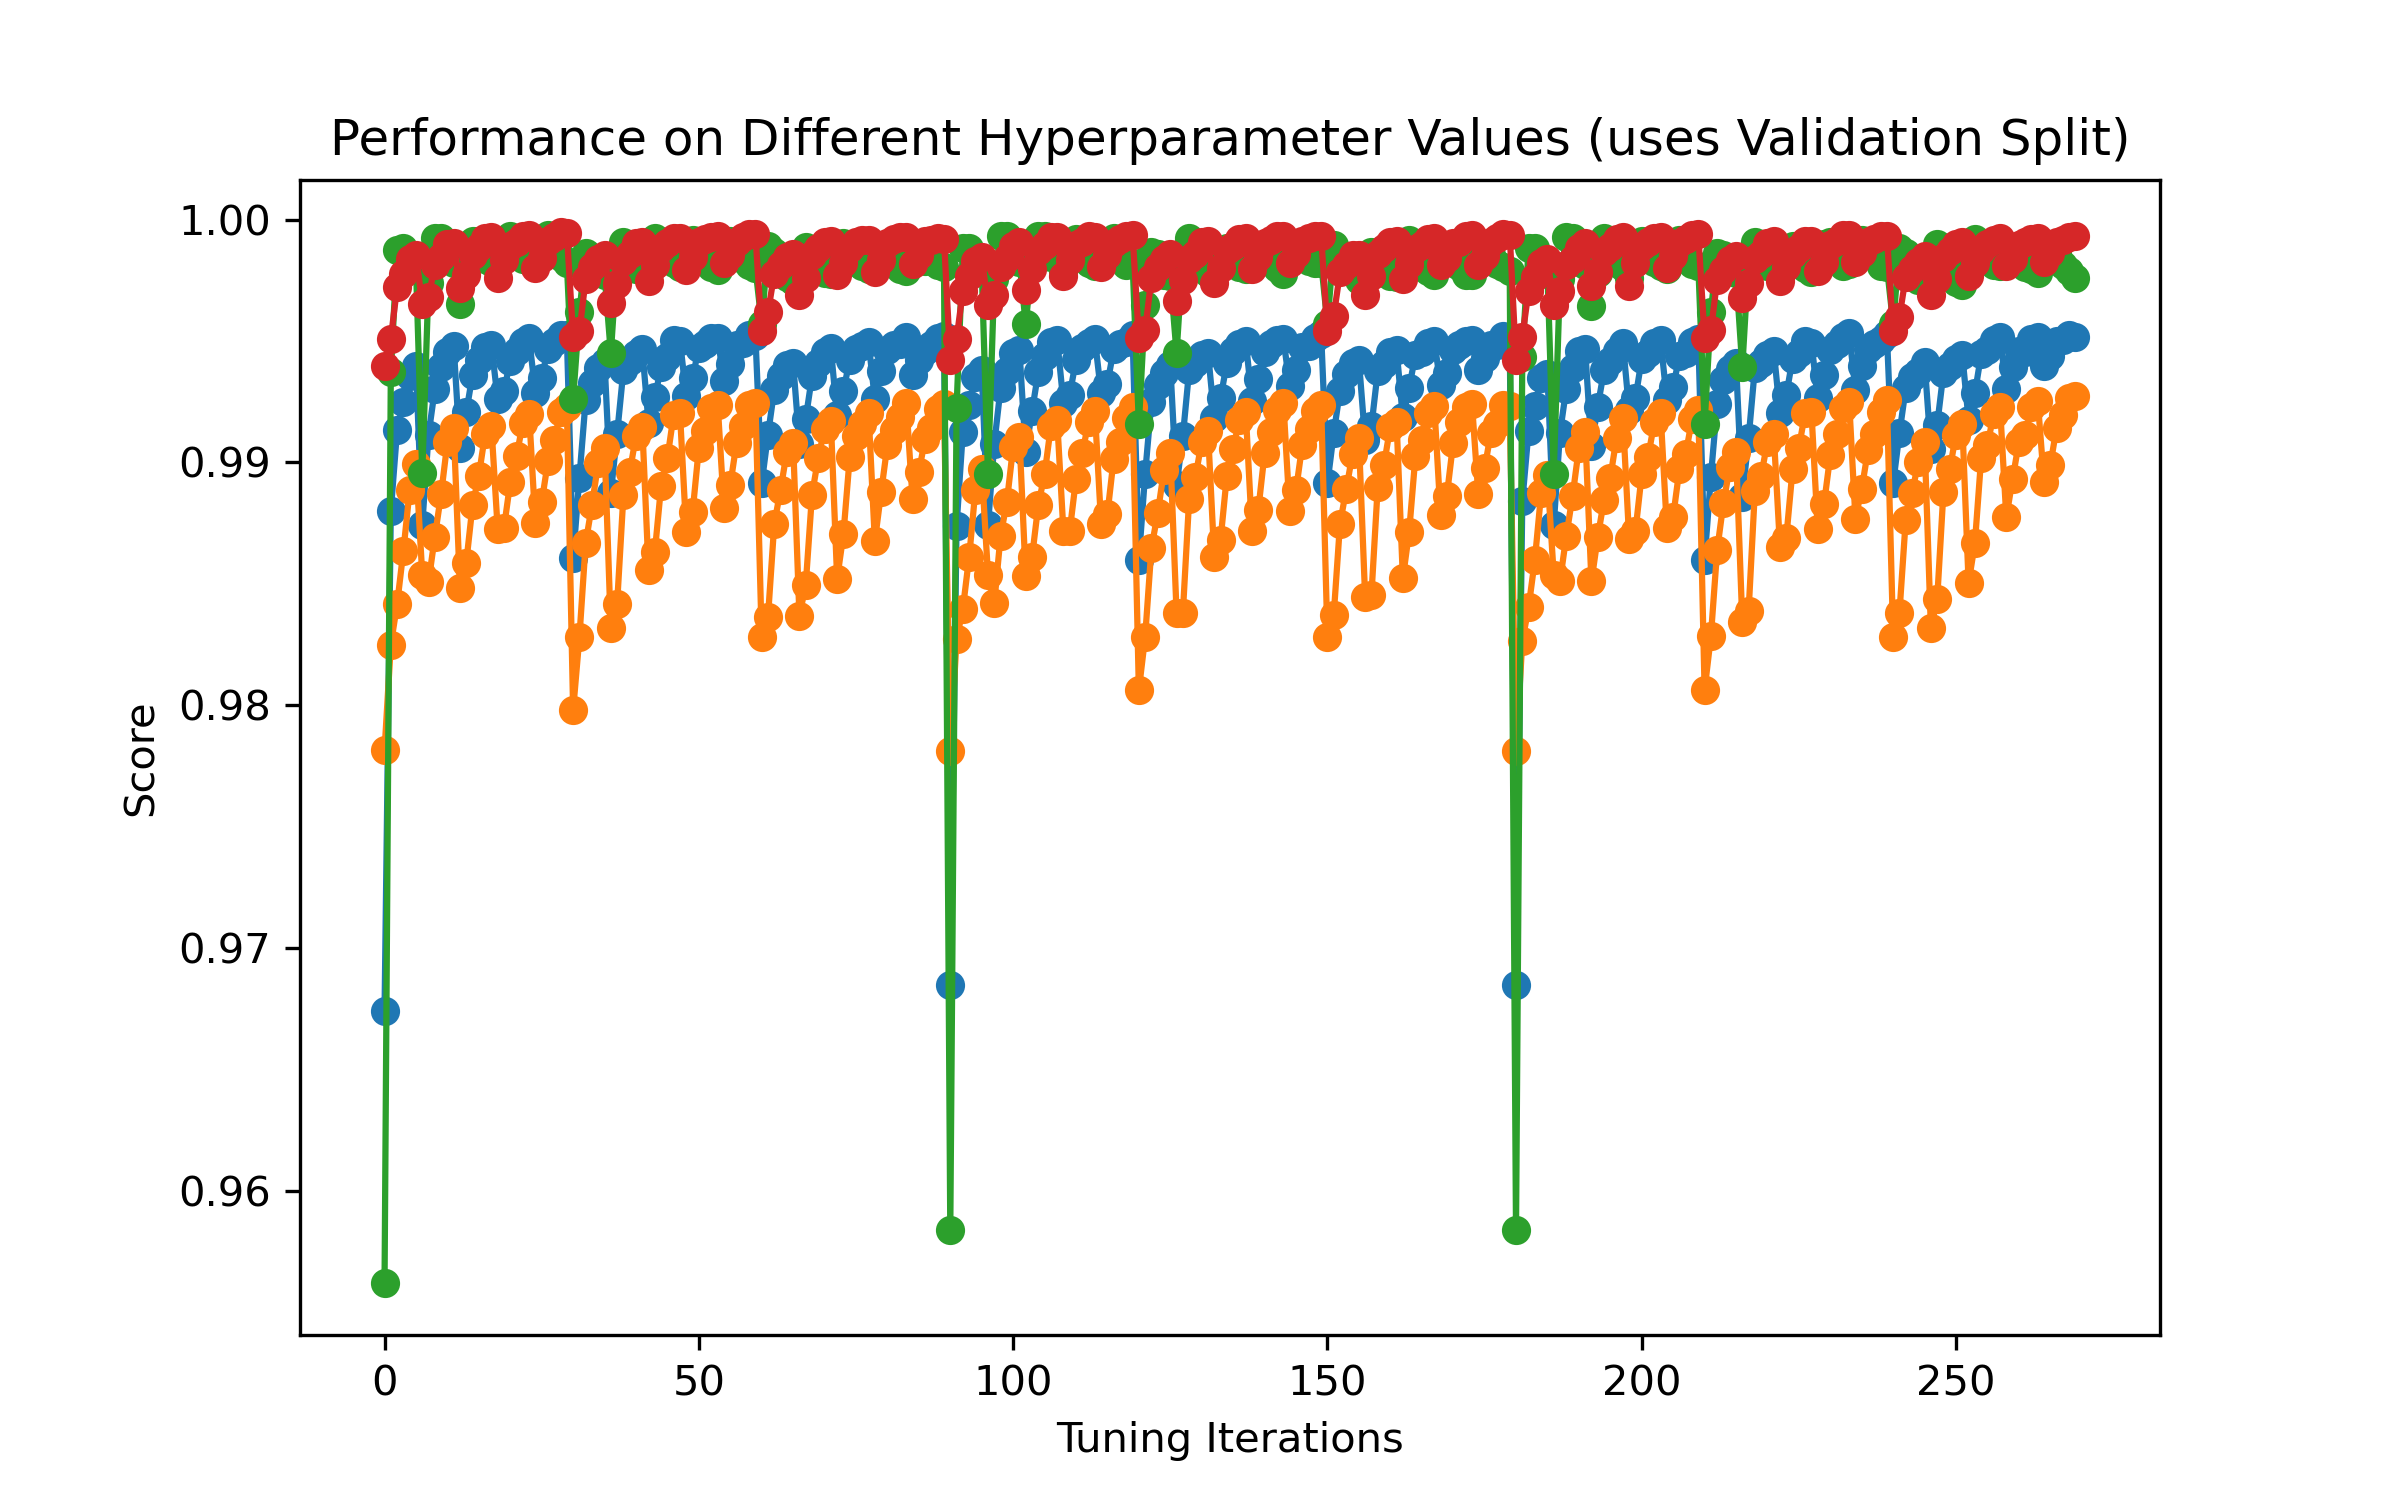 Performance on Different Hyperparameter Values (uses Validation Split)
1.00
0.99
0.98
0.97
0.96
Score
0 50 100 150 200 250
Tuning Iterations